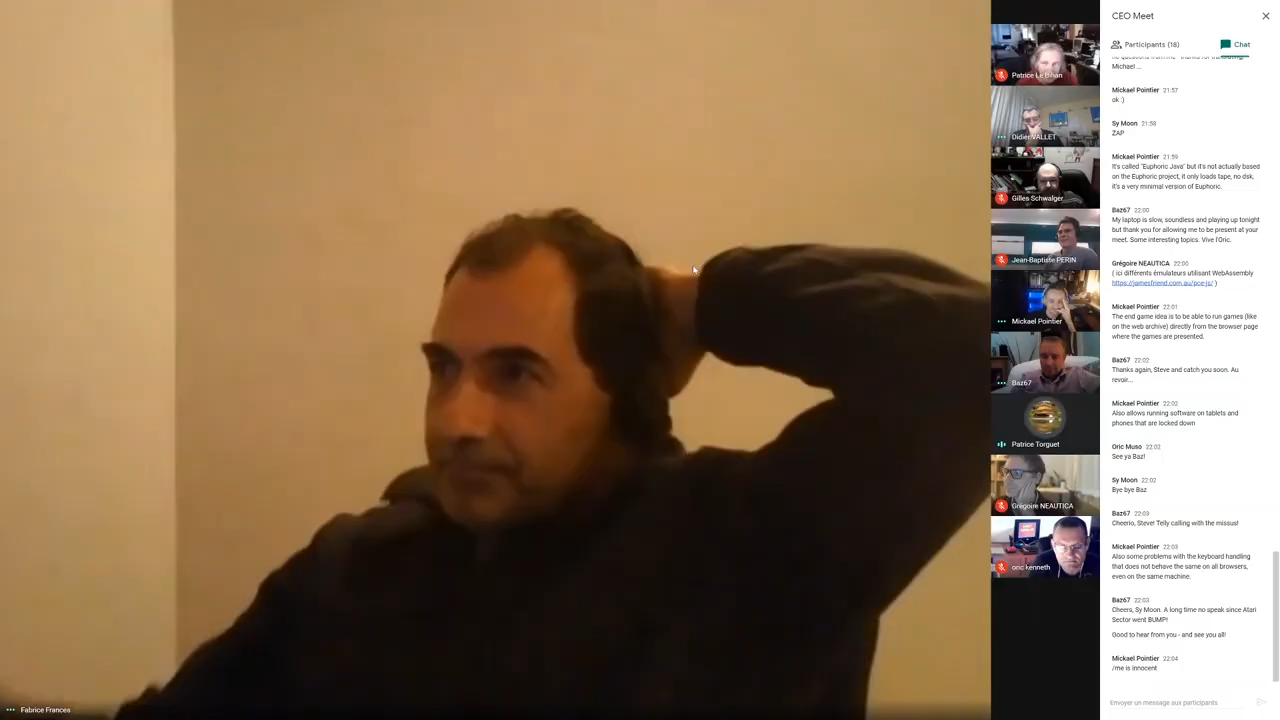 CEO Meet
Participants (18)
Chat
Michael ...
Mickael Pointier 21:57
ok :)
Sy Moon 21:58
ZAP
Mickael Pointier 21:59
It's called "Euphoric Java" but it's not actually based
on the Euphoric project, it only loads tape, no dsk,
it's a very minimal version of Euphoric.
Baz67 22:00
My laptop is slow, soundless and playing up tonight
but thank you for allowing me to be present at your
meet. Some interesting topics. Vive l'Oric.
Grégoire NEAUTICA 22:00
( ici différents émulateurs utilisant WebAssembly
https://jamesfriend.com.au/pce-js/ )
Mickael Pointier 22:01
The end game idea is to be able to run games (like
on the web archive) directly from the browser page
where the games are presented.
Baz67 22:02
Thanks again, Steve and catch you soon. Au
revoir...
Mickael Pointier 22:02
Also allows running software on tablets and
phones that are locked down
Oric Muso 22:02
See ya Baz!
Sy Moon 22:02
Bye bye Baz
Baz67 22:03
Cheerio, Steve! Telly calling with the missus!
Mickael Pointier 22:03
Also some problems with the keyboard handling
that does not behave the same on all browsers,
even on the same machine.
Baz67 22:03
Cheers, Sy Moon. A long time no speak since Atari
Sector went BUMP!
Good to hear from you - and see you all!
Mickael Pointier 22:04
/me is innocent
Envoyer un message aux participants
Patrice Le Bihan
Didier VALLET
Gilles Schwalger
Jean-Baptiste PERIN
Mickael Pointier
Baz67
Patrice Torguet
Grégoire NEAUTICA
oric kenneth
Fabrice Frances